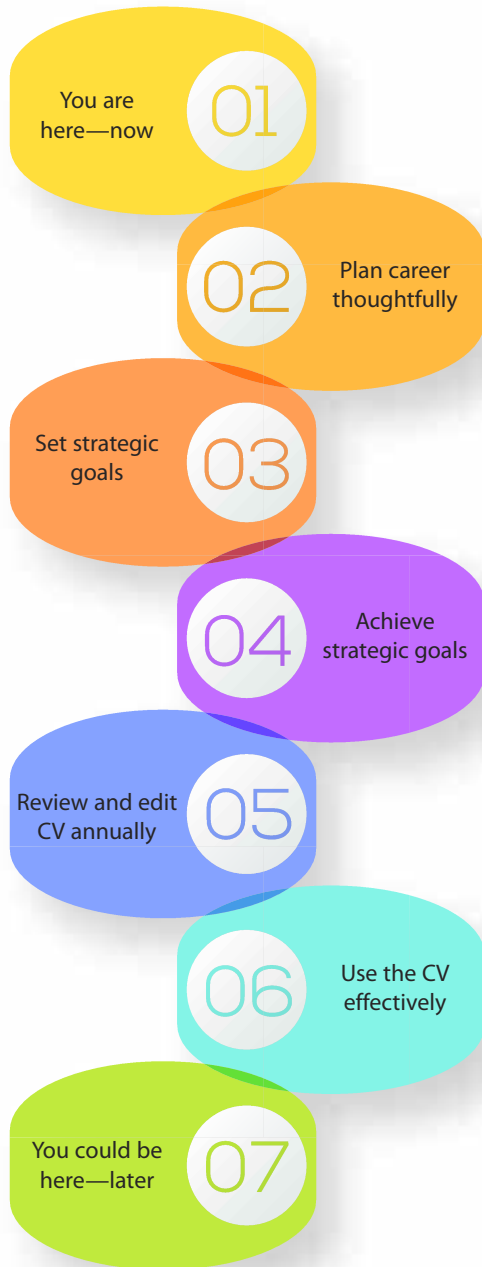 You are
here—now
01
02
Plan career
thoughtfully
Set strategic
goals
03
04
Achieve
strategic goals
Review and edit
CV annually
05
06
Use the CV
effectively
You could be
here—later
07